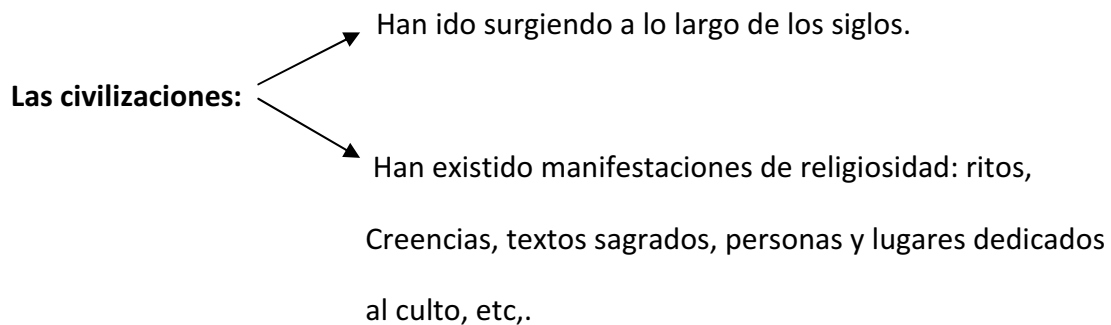 Han ido surgiendo a lo largo de los siglos.
Las civilizaciones:
Han existido manifestaciones de religiosidad: ritos,
Creencias, textos sagrados, personas y lugares dedicados
al culto, etc,.